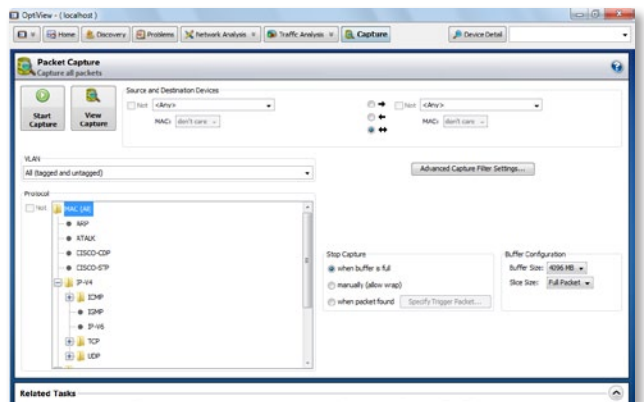 OptiView - ( localhost )
Home Discovery Problems Network Analysis Traffic Analysis Capture Device Detail
Packet Capture
Capture all packets
Start Capture
View Capture
Source and Destination Devices
Not <Any>
MAC: don't care
Not <Any>
MAC: don't care
VLAN
All (tagged and untagged)
Advanced Capture Filter Settings...
Protocol
Not
MAC (All)
ARP
ATALK
CISCO-CDP
CISCO-STP
IP-V4
ICMP
IGMP
IP-V6
TCP
UDP
Stop Capture
when buffer is full
manually (allow wrap)
when packet found Specify Trigger Packet...
Buffer Configuration
Buffer Size: 4096 MB
Slice Size: Full Packet
Related Tasks